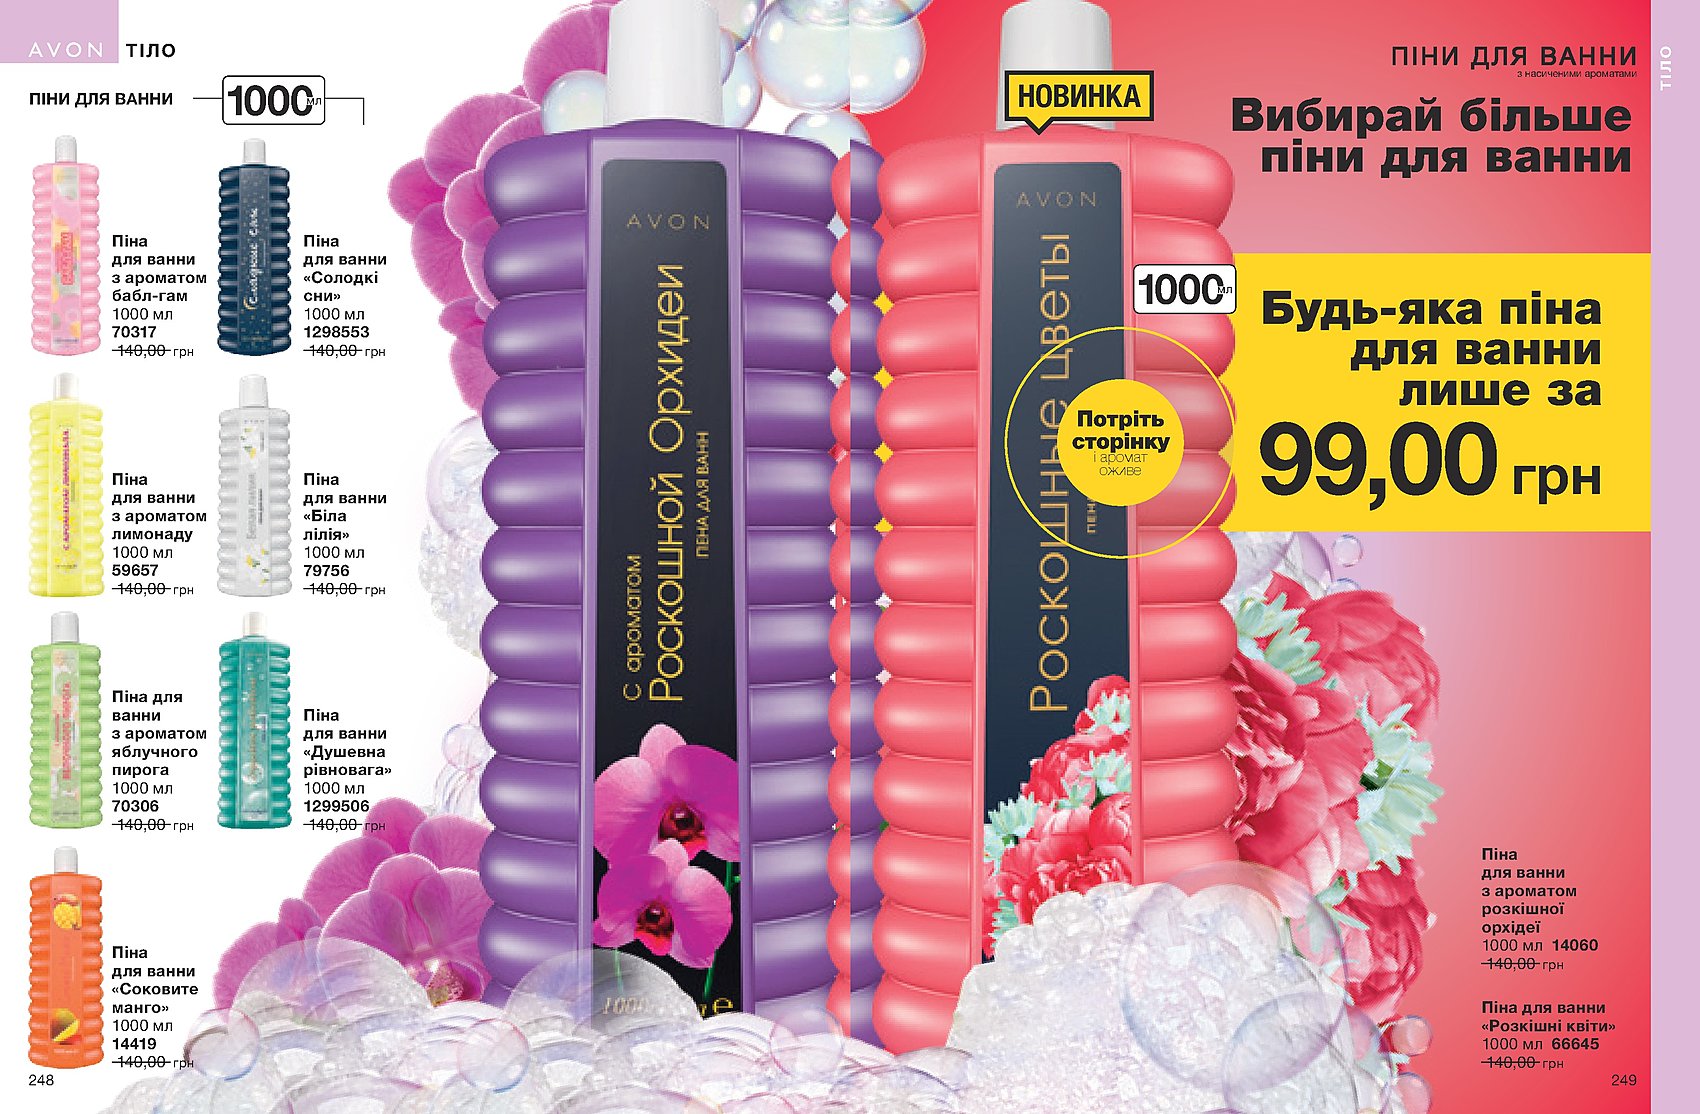 AVON ТІЛО
ПІНИ ДЛЯ ВАННИ
1000 мл
Піна
для ванни
з ароматом
бабл-гам
1000 мл
70317
140,00 грн
Піна
для ванни
«Солодкі
сни»
1000 мл
1298553
140,00 грн
Піна
для ванни
з ароматом
лимонаду
1000 мл
59657
140,00 грн
Піна
для ванни
«Біла
лілія»
1000 мл
79756
140,00 грн
Піна для
ванни
з ароматом
яблучного
пирога
1000 мл
70306
140,00 грн
Піна
для ванни
«Душевна
рівновага»
1000 мл
1299506
140,00 грн
Піна
для ванни
«Соковите
манго»
1000 мл
14419
140,00 грн
248
AVON
С ароматом
Роскошной Орхидеи
ПЕНА ДЛЯ ВАНН
НОВИНКА
AVON
Роскошные цветы
1000 мл
Потріть
сторінку
і аромат
оживе
ПІНИ ДЛЯ ВАННИ
з насиченими ароматами
ТІЛО
Вибирай більше
піни для ванни
Будь-яка піна
для ванни
лише за
99,00 грн
Піна
для ванни
з ароматом
розкішної
орхідеї
1000 мл 14060
140,00 грн
Піна для ванни
«Розкішні квіти»
1000 мл 66645
140,00 грн
249